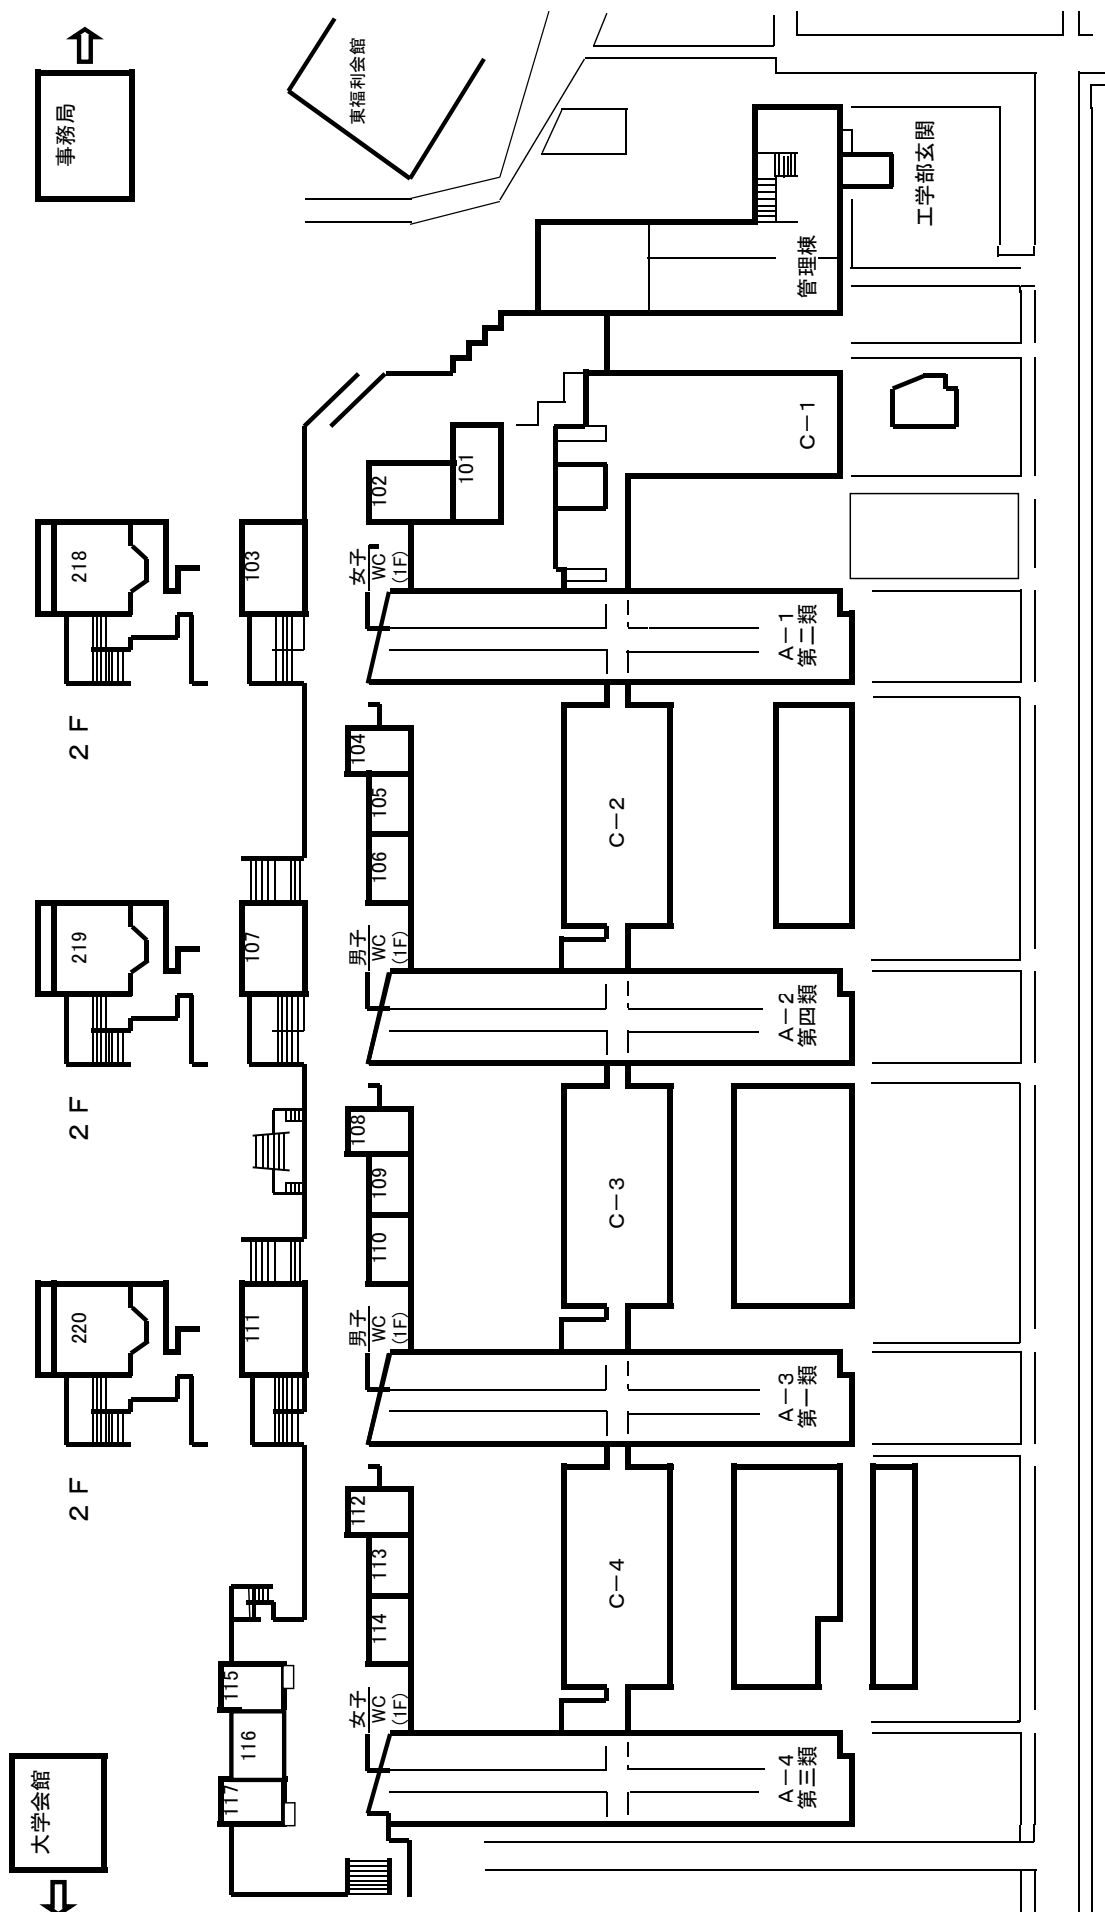 事務局
東福利会館
工学部玄関
管理棟
C－1
101
102
103
218
女子
WC
(1F)
A－1
第二類
２Ｆ
104
105
106
C－2
107
219
男子
WC
(1F)
A－2
第四類
２Ｆ
108
109
110
C－3
111
220
男子
WC
(1F)
A－3
第一類
２Ｆ
112
113
114
C－4
115
116
117
女子
WC
(1F)
A－4
第三類
大学会館